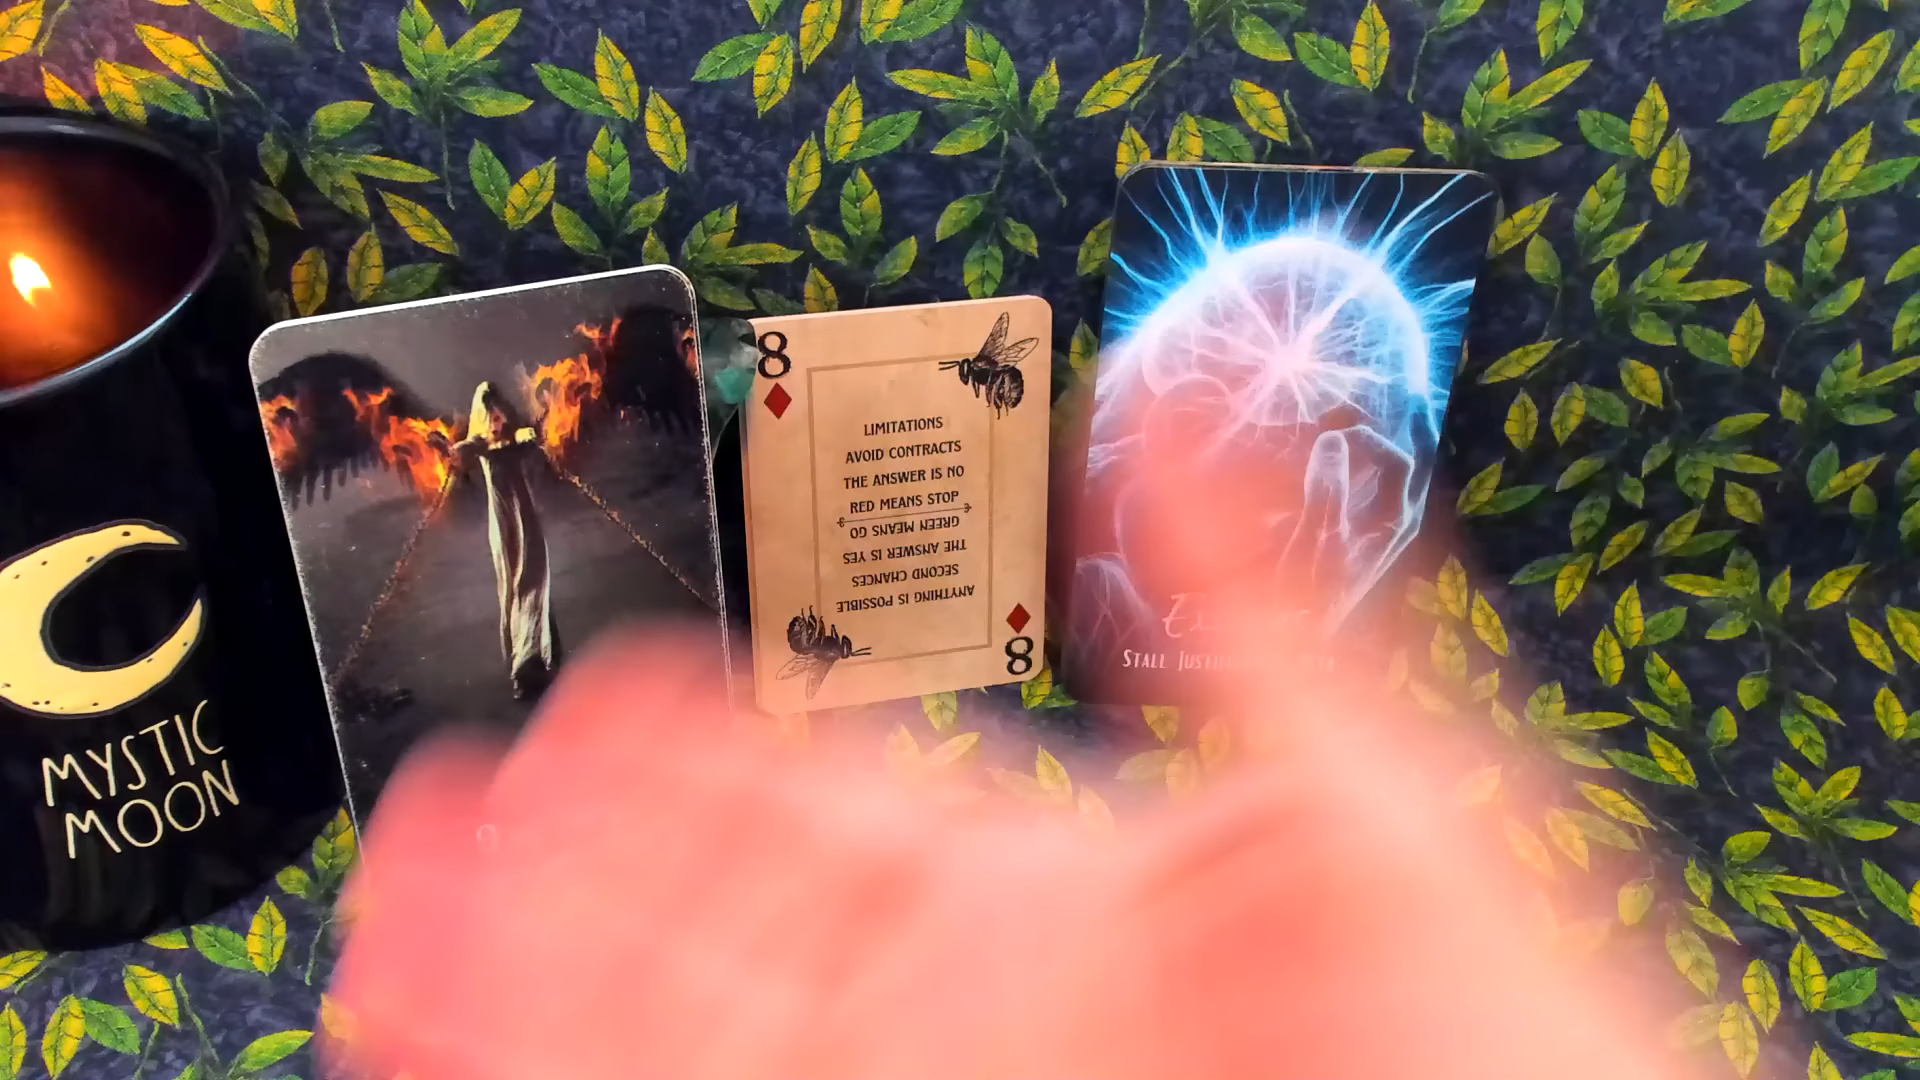 MYSTIC
MOON
8
LIMITATIONS
AVOID CONTRACTS
THE ANSWER IS NO
RED MEANS STOP
GREEN MEANS GO
THE ANSWER IS YES
SECOND CHANCES
ANYTHING IS POSSIBLE
8
STALL